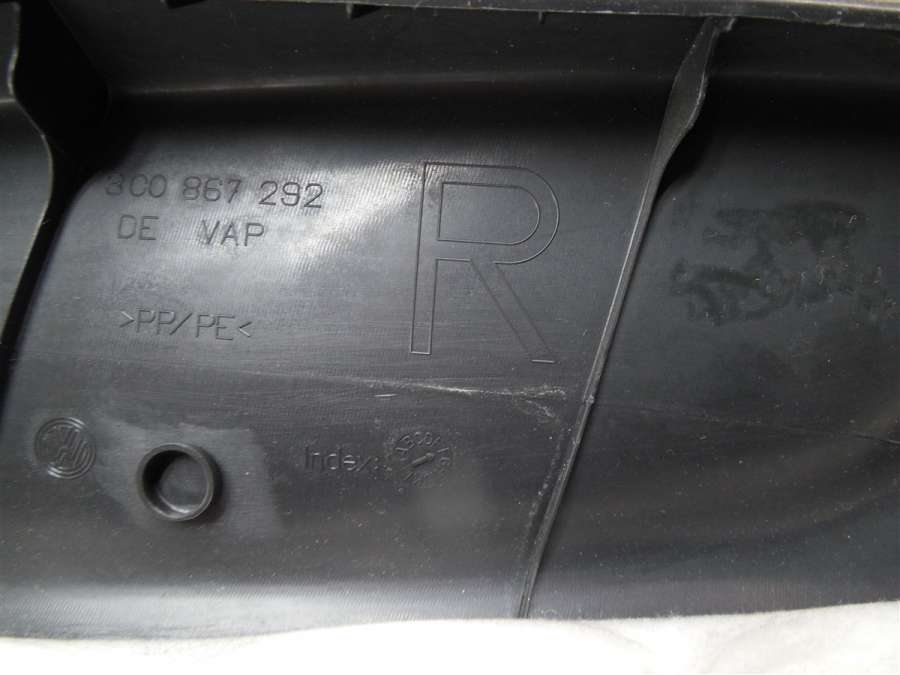 3C0 867 292
DE VAP
R
>PP/PE<
Index: